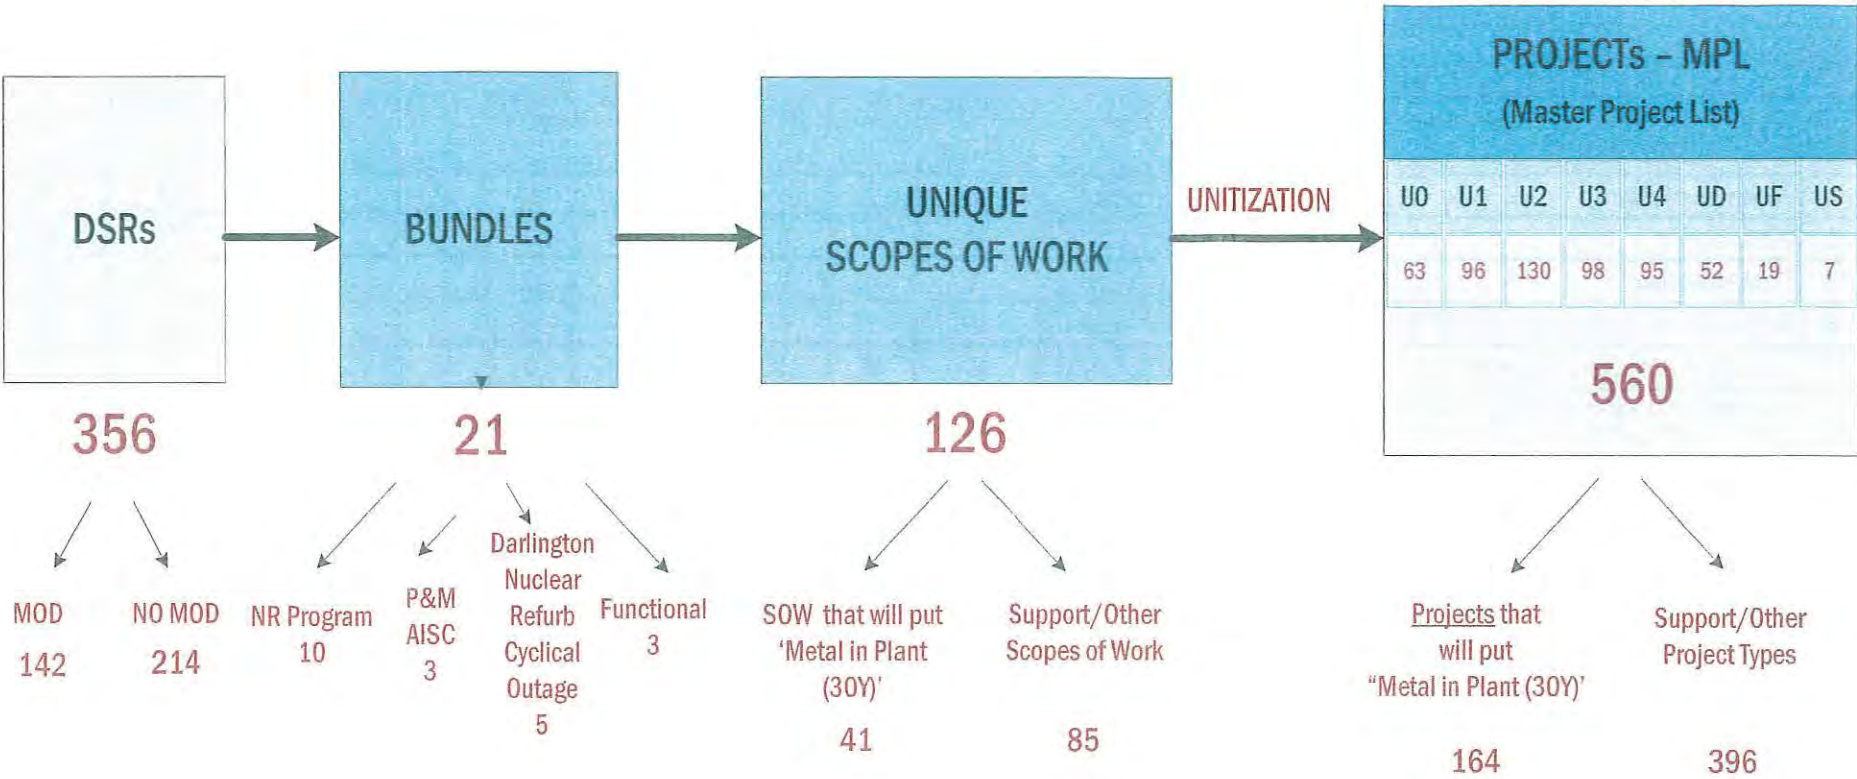 DSRs
356
MOD
142
NO MOD
214
BUNDLES
21
NR Program
10
P&M
AISC
3
Darlington
Nuclear
Refurb
Cyclical
Outage
5
Functional
3
UNIQUE
SCOPES OF WORK
126
SOW that will put
‘Metal in Plant
(30Y)’
41
Support/Other
Scopes of Work
85
UNITIZATION
PROJECTs – MPL
(Master Project List)
U0 U1 U2 U3 U4 UD UF US
63 96 130 98 95 52 19 7
560
Projects that
will put
“Metal in Plant (30Y)’
164
Support/Other
Project Types
396